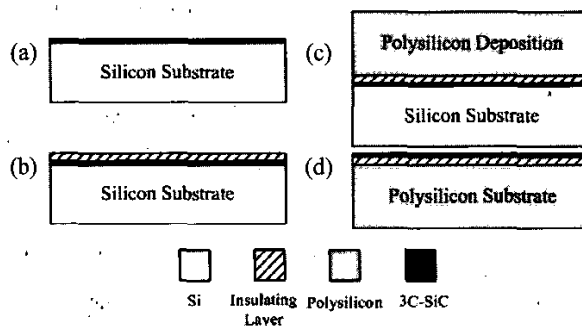 (a)
Silicon Substrate
(b)
Silicon Substrate
(c)
Polysilicon Deposition
Silicon Substrate
(d)
Polysilicon Substrate
Si
Insulating
Layer
Polysilicon
3C-SiC